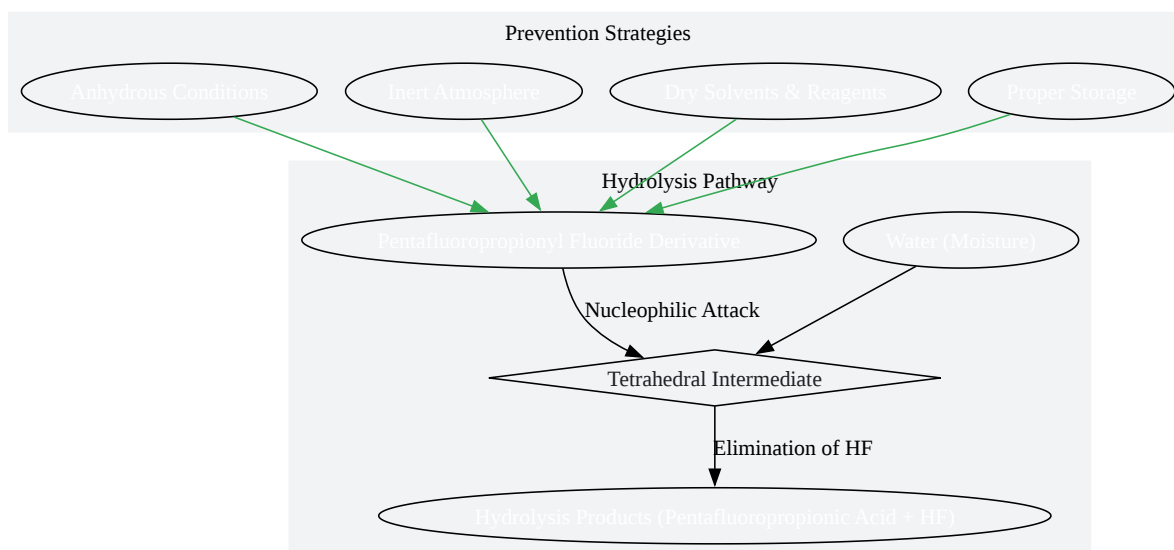 Prevention Strategies
Anhydrous Conditions
Inert Atmosphere
Dry Solvents & Reagents
Proper Storage
Hydrolysis Pathway
Pentafluoropropionyl Fluoride Derivative
Water (Moisture)
Nucleophilic Attack
Tetrahedral Intermediate
Elimination of HF
Hydrolysis Products (Pentafluoropropionic Acid + HF)